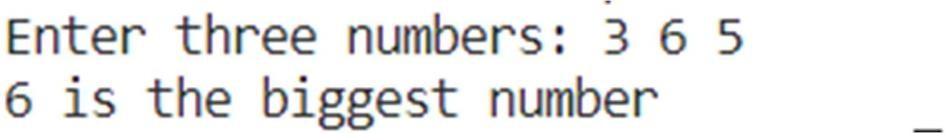 Enter three numbers: 3 6 5
6 is the biggest number